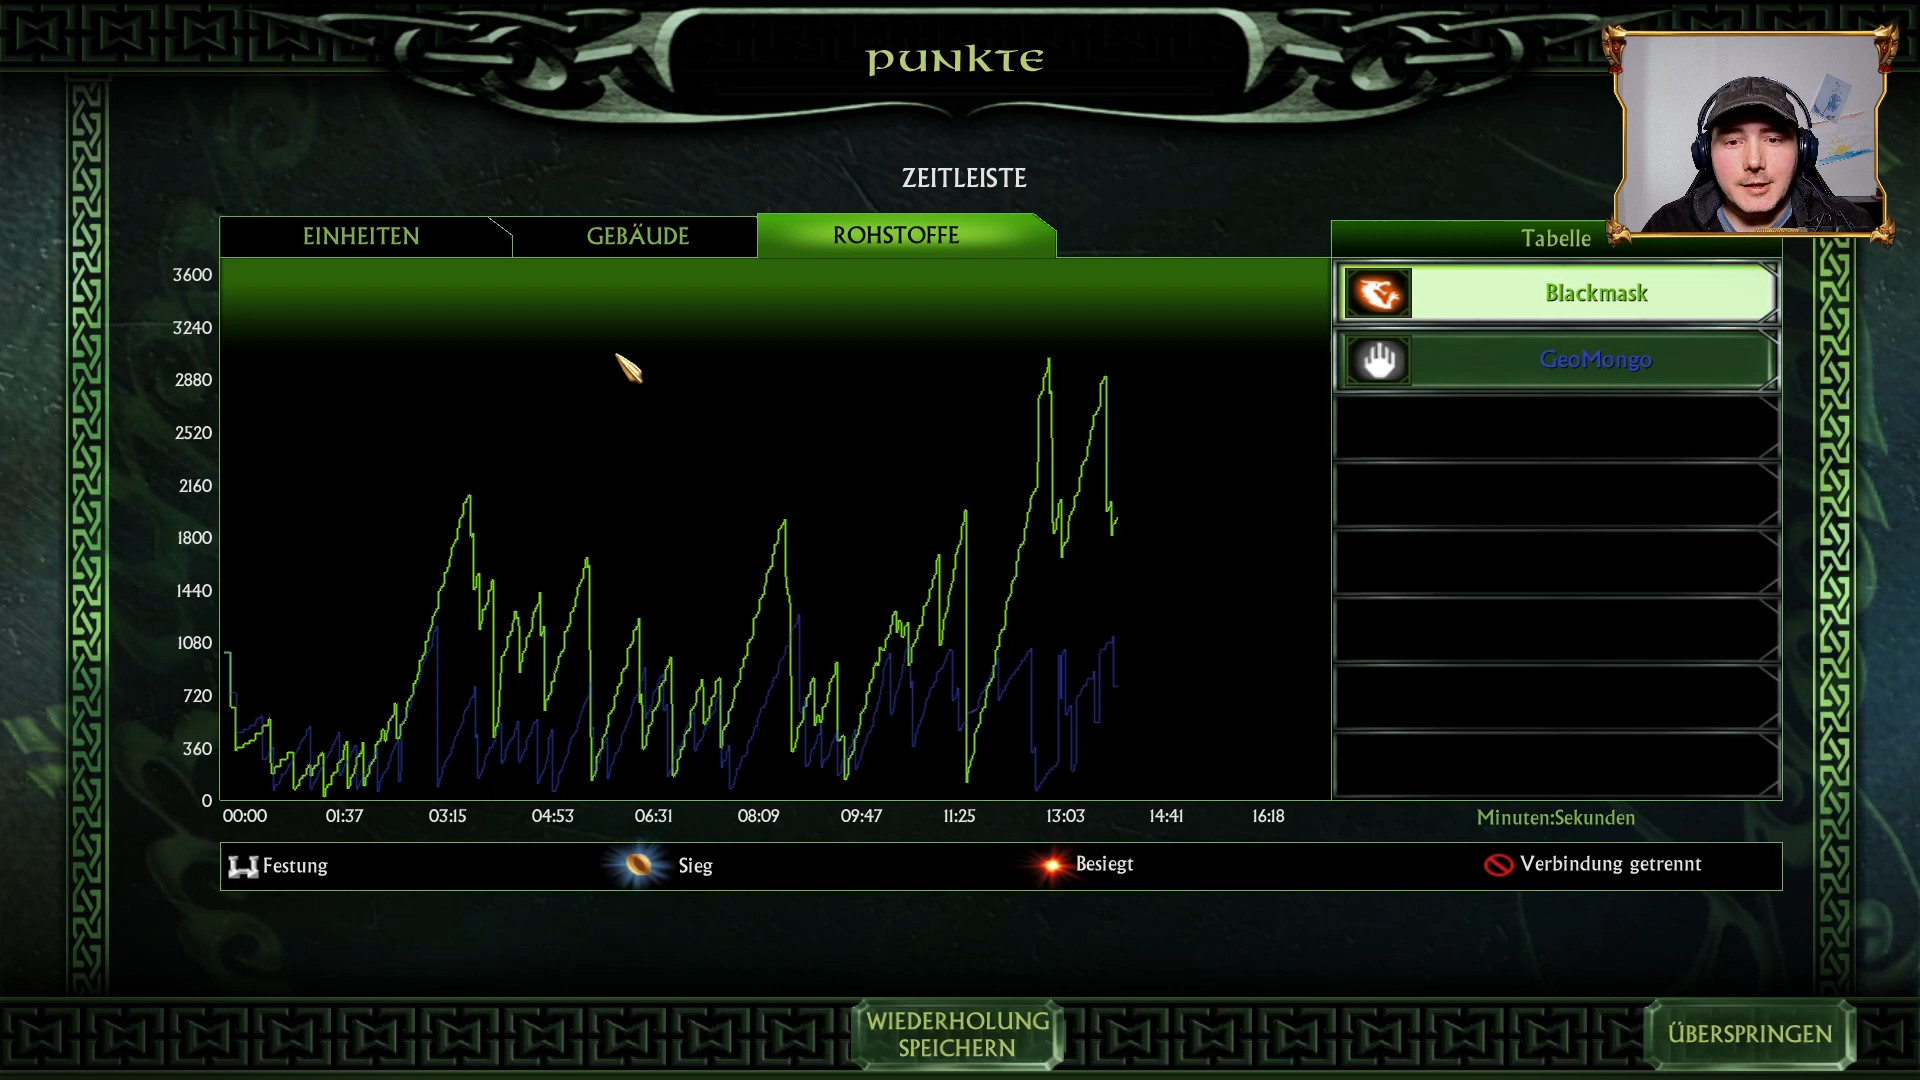 PUNKTE
ZEITLEISTE
EINHEITEN GEBÄUDE ROHSTOFFE
Tabelle
Blackmask
GeoMongo
3600
3240
2880
2520
2160
1800
1440
1080
720
360
0
00:00 01:37 03:15 04:53 06:31 08:09 09:47 11:25 13:03 14:41 16:18
Minuten:Sekunden
Festung Sieg Besiegt Verbindung getrennt
WIEDERHOLUNG
SPEICHERN
ÜBERSPRINGEN